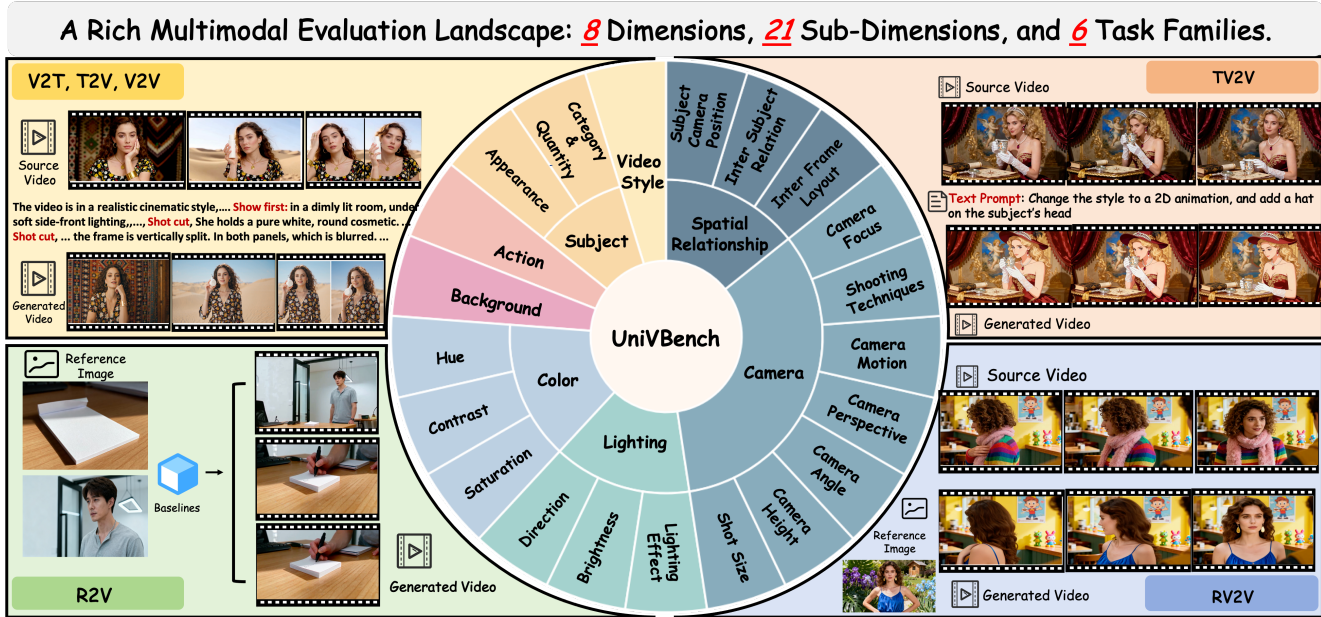 A Rich Multimodal Evaluation Landscape: 8 Dimensions, 21 Sub-Dimensions, and 6 Task Families.
V2T, T2V, V2V
Source
Video
The video is in a realistic cinematic style,.... Show first: in a dimly lit room, under
soft side-front lighting,,...., Shot cut, She holds a pure white, round cosmetic. ...
Shot cut, ... the frame is vertically split. In both panels, which is blurred. ...
Generated
Video
Reference
Image
Baselines
Generated Video
R2V
UniVBench
Video
Style
Subject
Category
&
Quantity
Appearance
Action
Background
Color
Hue
Contrast
Saturation
Lighting
Direction
Brightness
Lighting
Effect
Camera
Shot Size
Camera
Height
Camera
Angle
Camera
Perspective
Camera
Motion
Shooting
Techniques
Camera
Focus
Spatial
Relationship
Inter Frame
Layout
Inter Subject
Relation
Subject
Camera
Position
TV2V
Source Video
Text Prompt: Change the style to a 2D animation, and add a hat
on the subject's head
Generated Video
Source Video
Reference
Image
Generated Video
RV2V